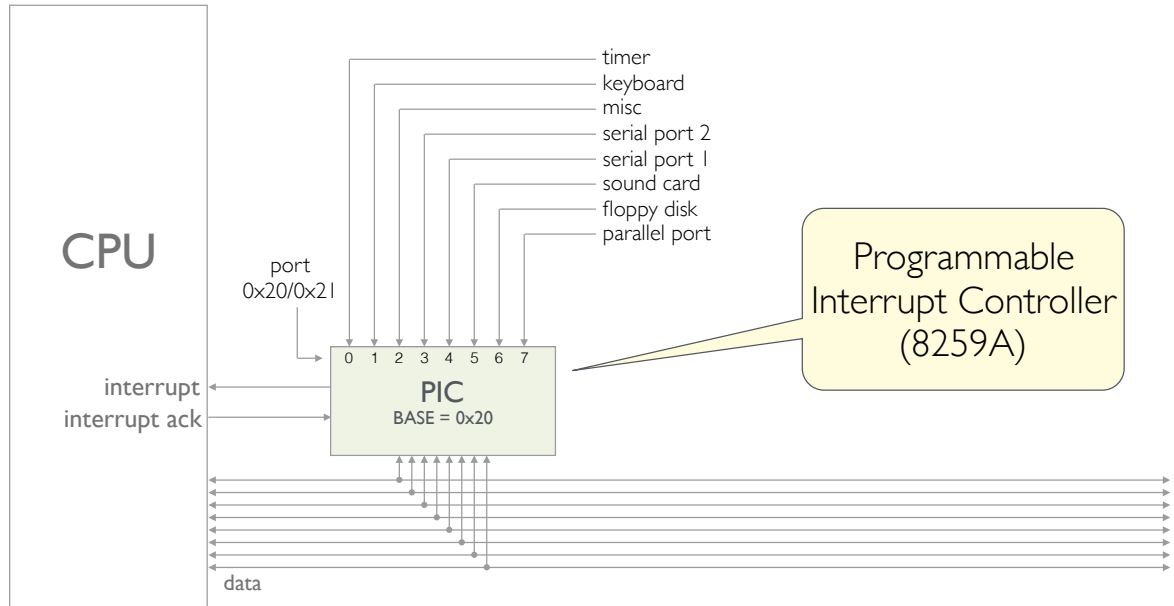 timer
keyboard
misc
serial port 2
serial port 1
sound card
floppy disk
parallel port
CPU
port
0x20/0x21
Programmable
Interrupt Controller
(8259A)
0 1 2 3 4 5 6 7
PIC
BASE = 0x20
interrupt
interrupt ack
data